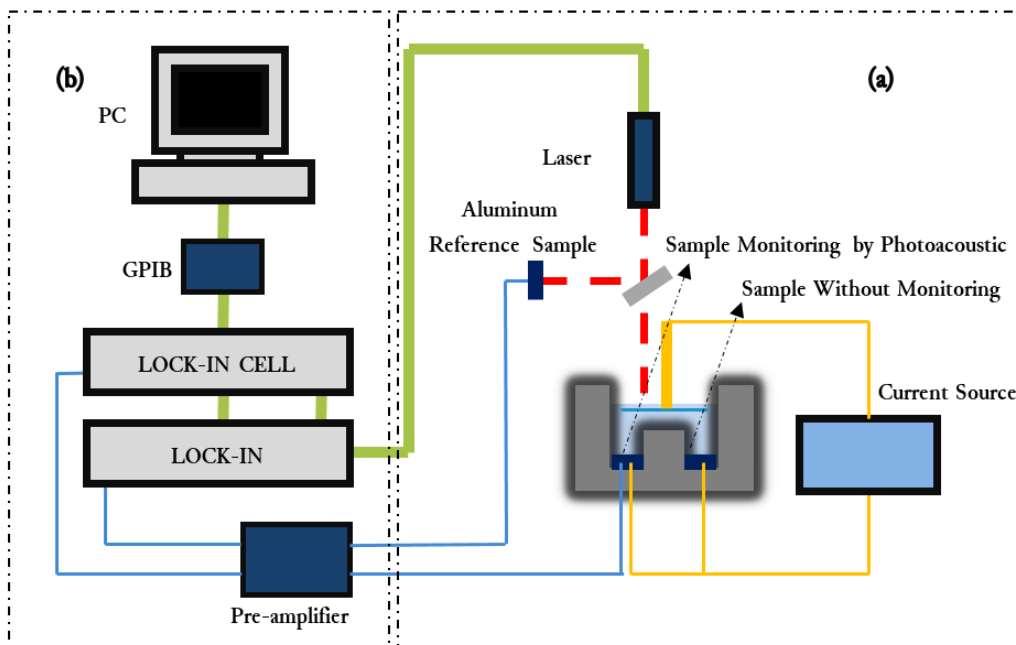 (b)
PC
GPIB
LOCK-IN CELL
LOCK-IN
Pre-amplifier
(a)
Laser
Aluminum
Reference Sample
Sample Monitoring by Photoacoustic
Sample Without Monitoring
Current Source